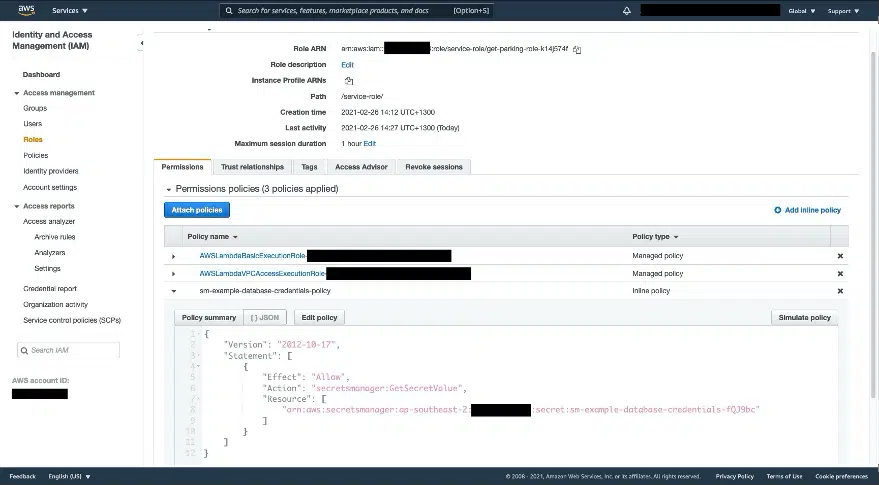 aws
Services
Search for services, features, marketplace products, and docs [Option+S]
Global
Support
Identity and Access
Management (IAM)
Dashboard
Access management
Groups
Users
Roles
Policies
Identity providers
Account settings
Access reports
Access analyzer
Archive rules
Analyzers
Settings
Credential report
Organization activity
Service control policies (SCPs)
Search IAM
AWS account ID:
Role ARN arn:aws:iam:: :role/service-role/get-parking-role-k14j574f
Role description Edit
Instance Profile ARNs
Path /service-role/
Creation time 2021-02-26 14:12 UTC+1300
Last activity 2021-02-26 14:27 UTC+1300 (Today)
Maximum session duration 1 hour Edit
Permissions Trust relationships Tags Access Advisor Revoke sessions
Permissions policies (3 policies applied)
Attach policies Add inline policy
Policy name Policy type
AWSLambdaBasicExecutionRole- Managed policy
AWSLambdaVPCAccessExecutionRole- Managed policy
sm-example-database-credentials-policy Inline policy
Policy summary { } JSON Edit policy Simulate policy
1 {
2 "Version": "2012-10-17",
3 "Statement": [
4 {
5 "Effect": "Allow",
6 "Action": "secretsmanager:GetSecretValue",
7 "Resource": [
8 "arn:aws:secretsmanager:ap-southeast-2: :secret:sm-example-database-credentials-fQJ9bc"
9 ]
10 }
11 ]
12 }
Feedback English (US) © 2008 - 2021, Amazon Web Services, Inc. or its affiliates. All rights reserved. Privacy Policy Terms of Use Cookie preferences